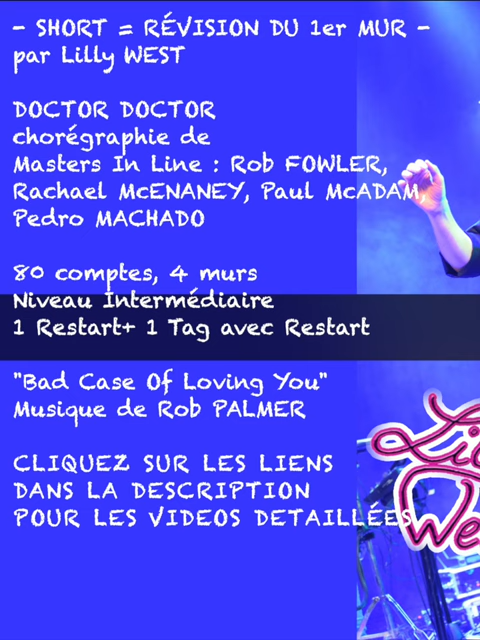 - SHORT = RÉVISION DU 1er MUR -
par Lilly WEST
DOCTOR DOCTOR
chorégraphie de
Masters In Line : Rob FOWLER,
Rachael McENANEY, Paul McADAM,
Pedro MACHADO
80 comptes, 4 murs
Niveau Intermédiaire
1 Restart+ 1 Tag avec Restart
"Bad Case Of Loving You"
Musique de Rob PALMER
CLIQUEZ SUR LES LIENS
DANS LA DESCRIPTION
POUR LES VIDEOS DETAILLÉES